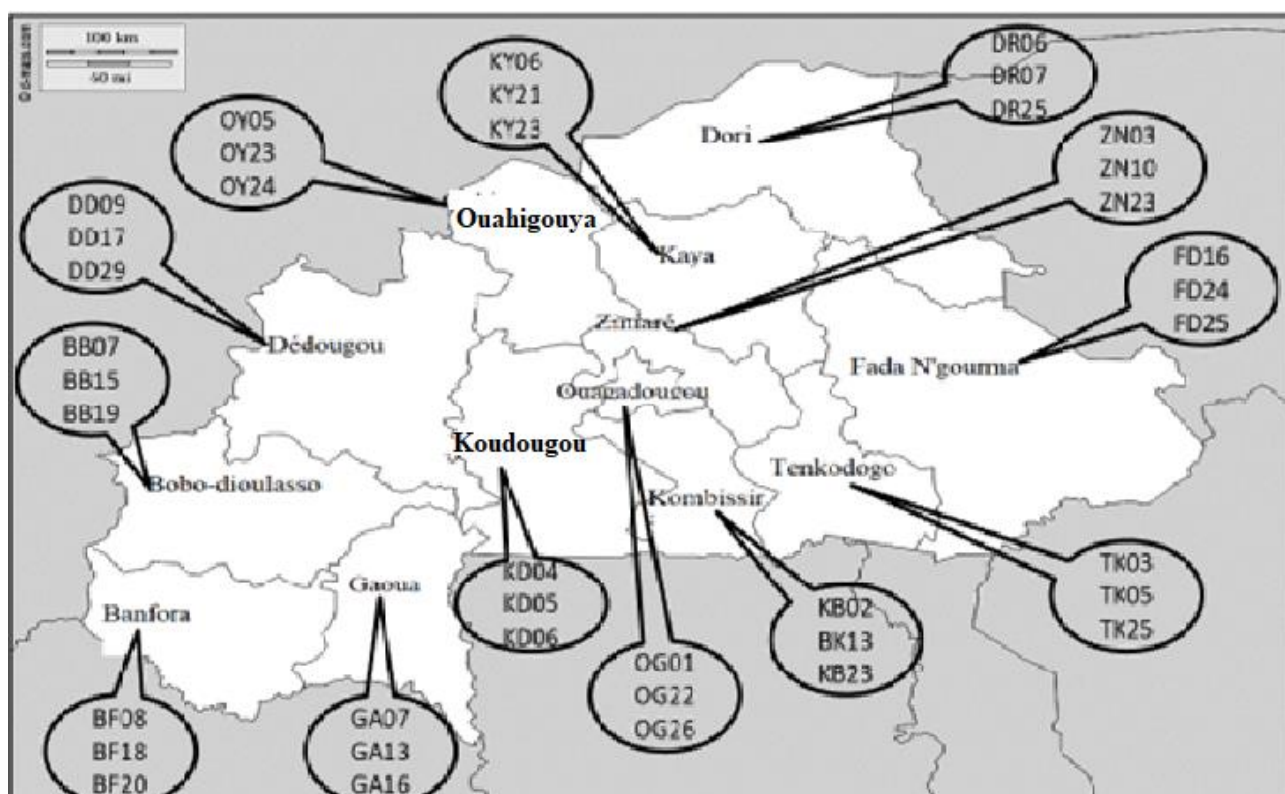 100 km
50 mi
© d-maps.com
KY06
KY21
KY23
DR06
DR07
DR25
OY05
OY23
OY24
Dori
ZN03
ZN10
ZN23
DD09
DD17
DD29
Ouahigouya
Kaya
FD16
FD24
FD25
Ziniaré
Dédougou
BB07
BB15
BB19
Fada N'gourma
Ouagadougou
Koudougou
Tenkodogo
Bobo-dioulasso
Kombissir
i
Gaoua
KD04
KD05
KD06
TK03
TK05
TK25
Banfora
KB02
BK13
KB23
OG01
OG22
OG26
BF08
BF18
BF20
GA07
GA13
GA16